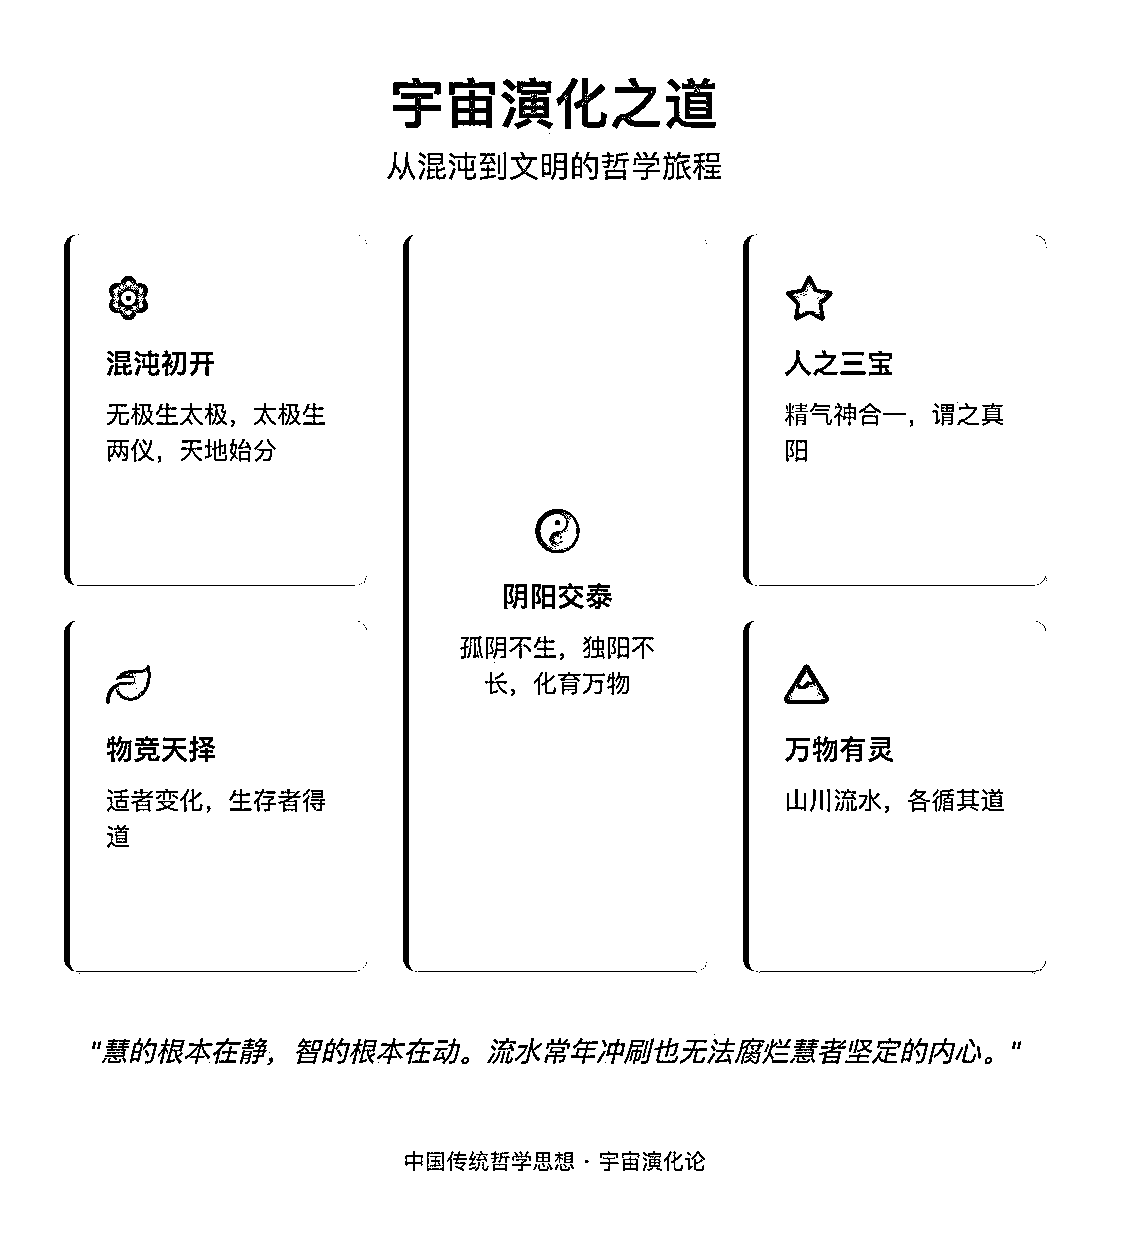 宇宙演化之道
从混沌到文明的哲学旅程
混沌初开
无极生太极，太极生
两仪，天地始分
物竞天择
适者变化，生存者得
道
阴阳交泰
孤阴不生，独阳不
长，化育万物
人之三宝
精气神合一，谓之真
阳
万物有灵
山川流水，各循其道
"慧的根本在静，智的根本在动。流水常年冲刷也无法腐烂慧者坚定的内心。"
中国传统哲学思想 · 宇宙演化论